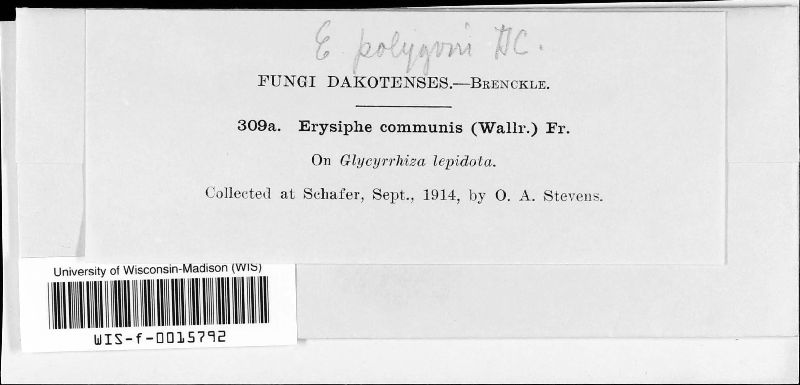 E polygoni DC.
FUNGI DAKOTENSES.—BRENCKLE.
309a. Erysiphe communis (Wallr.) Fr.
On Glycyrrhiza lepidota.
Collected at Schafer, Sept., 1914, by O. A. Stevens.
University of Wisconsin-Madison (WIS)
WIS-f-0015792